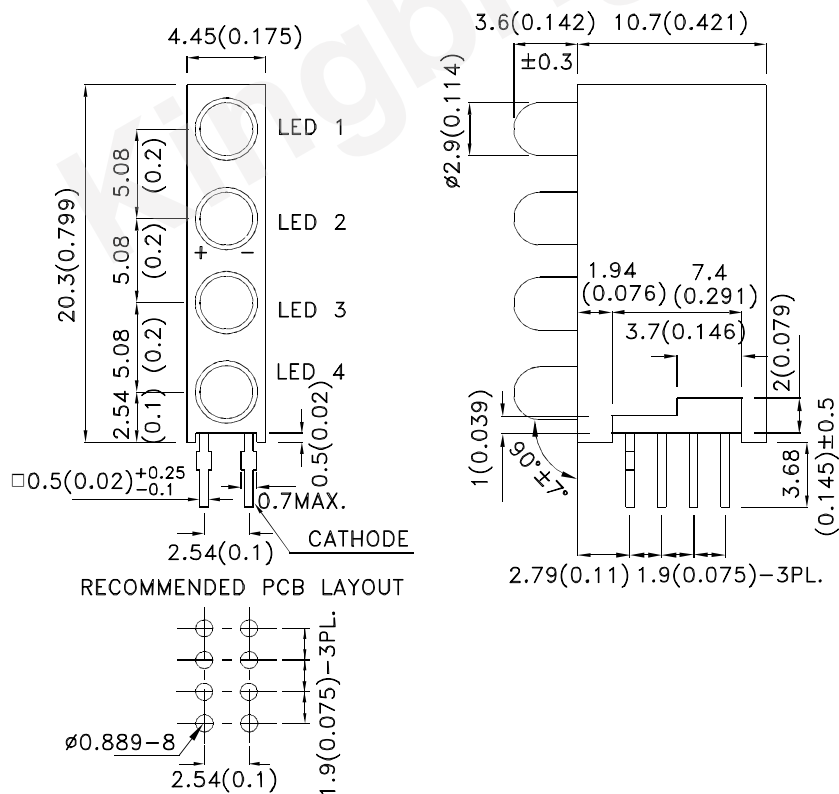 Kingbright
4.45(0.175)
3.6(0.142)
10.7(0.421)
±0.3
ø2.9(0.114)
LED 1
LED 2
+ −
LED 3
LED 4
20.3(0.799)
5.08
(0.2)
5.08
(0.2)
5.08
(0.2)
2.54
(0.1)
0.5(0.02)
□0.5(0.02)+0.25
−0.1
0.7MAX.
CATHODE
2.54(0.1)
1.94
(0.076)
7.4
(0.291)
3.7(0.146)
2(0.079)
1(0.039)
90°±7°
3.68
(0.145)±0.5
2.79(0.11)
1.9(0.075)−3PL.
RECOMMENDED PCB LAYOUT
1.9(0.075)−3PL.
ø0.889−8
2.54(0.1)